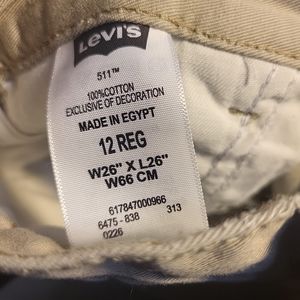 Levi's
511™
100%COTTON
EXCLUSIVE OF DECORATION
MADE IN EGYPT
12 REG
W26" X L26"
W66 CM
617847000966
6475-838 313
0226